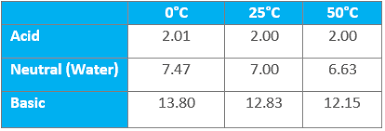 0°C 25°C 50°C
Acid 2.01 2.00 2.00
Neutral (Water) 7.47 7.00 6.63
Basic 13.80 12.83 12.15